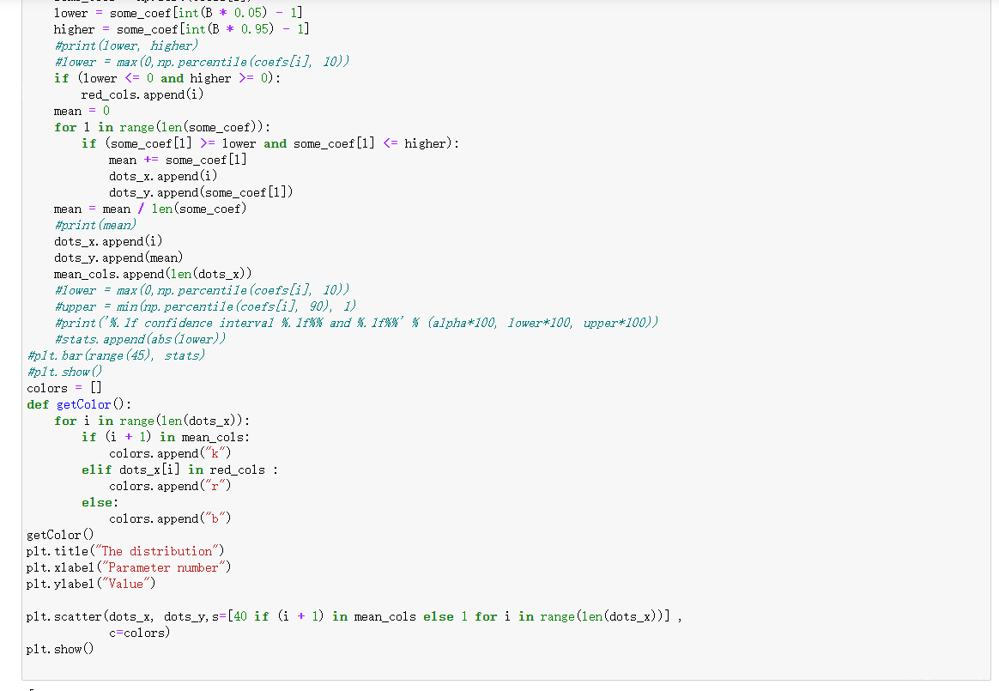 lower = some_coef[int(B * 0.05) - 1]
    higher = some_coef[int(B * 0.95) - 1]
    #print(lower, higher)
    #lower = max(0,np.percentile(coefs[i], 10))
    if (lower <= 0 and higher >= 0):
        red_cols.append(i)
    mean = 0
    for l in range(len(some_coef)):
        if (some_coef[l] >= lower and some_coef[l] <= higher):
            mean += some_coef[l]
            dots_x.append(i)
            dots_y.append(some_coef[l])
    mean = mean / len(some_coef)
    #print(mean)
    dots_x.append(i)
    dots_y.append(mean)
    mean_cols.append(len(dots_x))
    #lower = max(0,np.percentile(coefs[i], 10))
    #upper = min(np.percentile(coefs[i], 90), 1)
    #print('%.1f confidence interval %.1f%% and %.1f%%' % (alpha*100, lower*100, upper*100))
    #stats.append(abs(lower))
#plt.bar(range(45), stats)
#plt.show()
colors = []
def getColor():
    for i in range(len(dots_x)):
        if (i + 1) in mean_cols:
            colors.append("k")
        elif dots_x[i] in red_cols :
            colors.append("r")
        else:
            colors.append("b")
getColor()
plt.title("The distribution")
plt.xlabel("Parameter number")
plt.ylabel("Value")
plt.scatter(dots_x, dots_y,s=[40 if (i + 1) in mean_cols else 1 for i in range(len(dots_x))] ,
            c=colors)
plt.show()